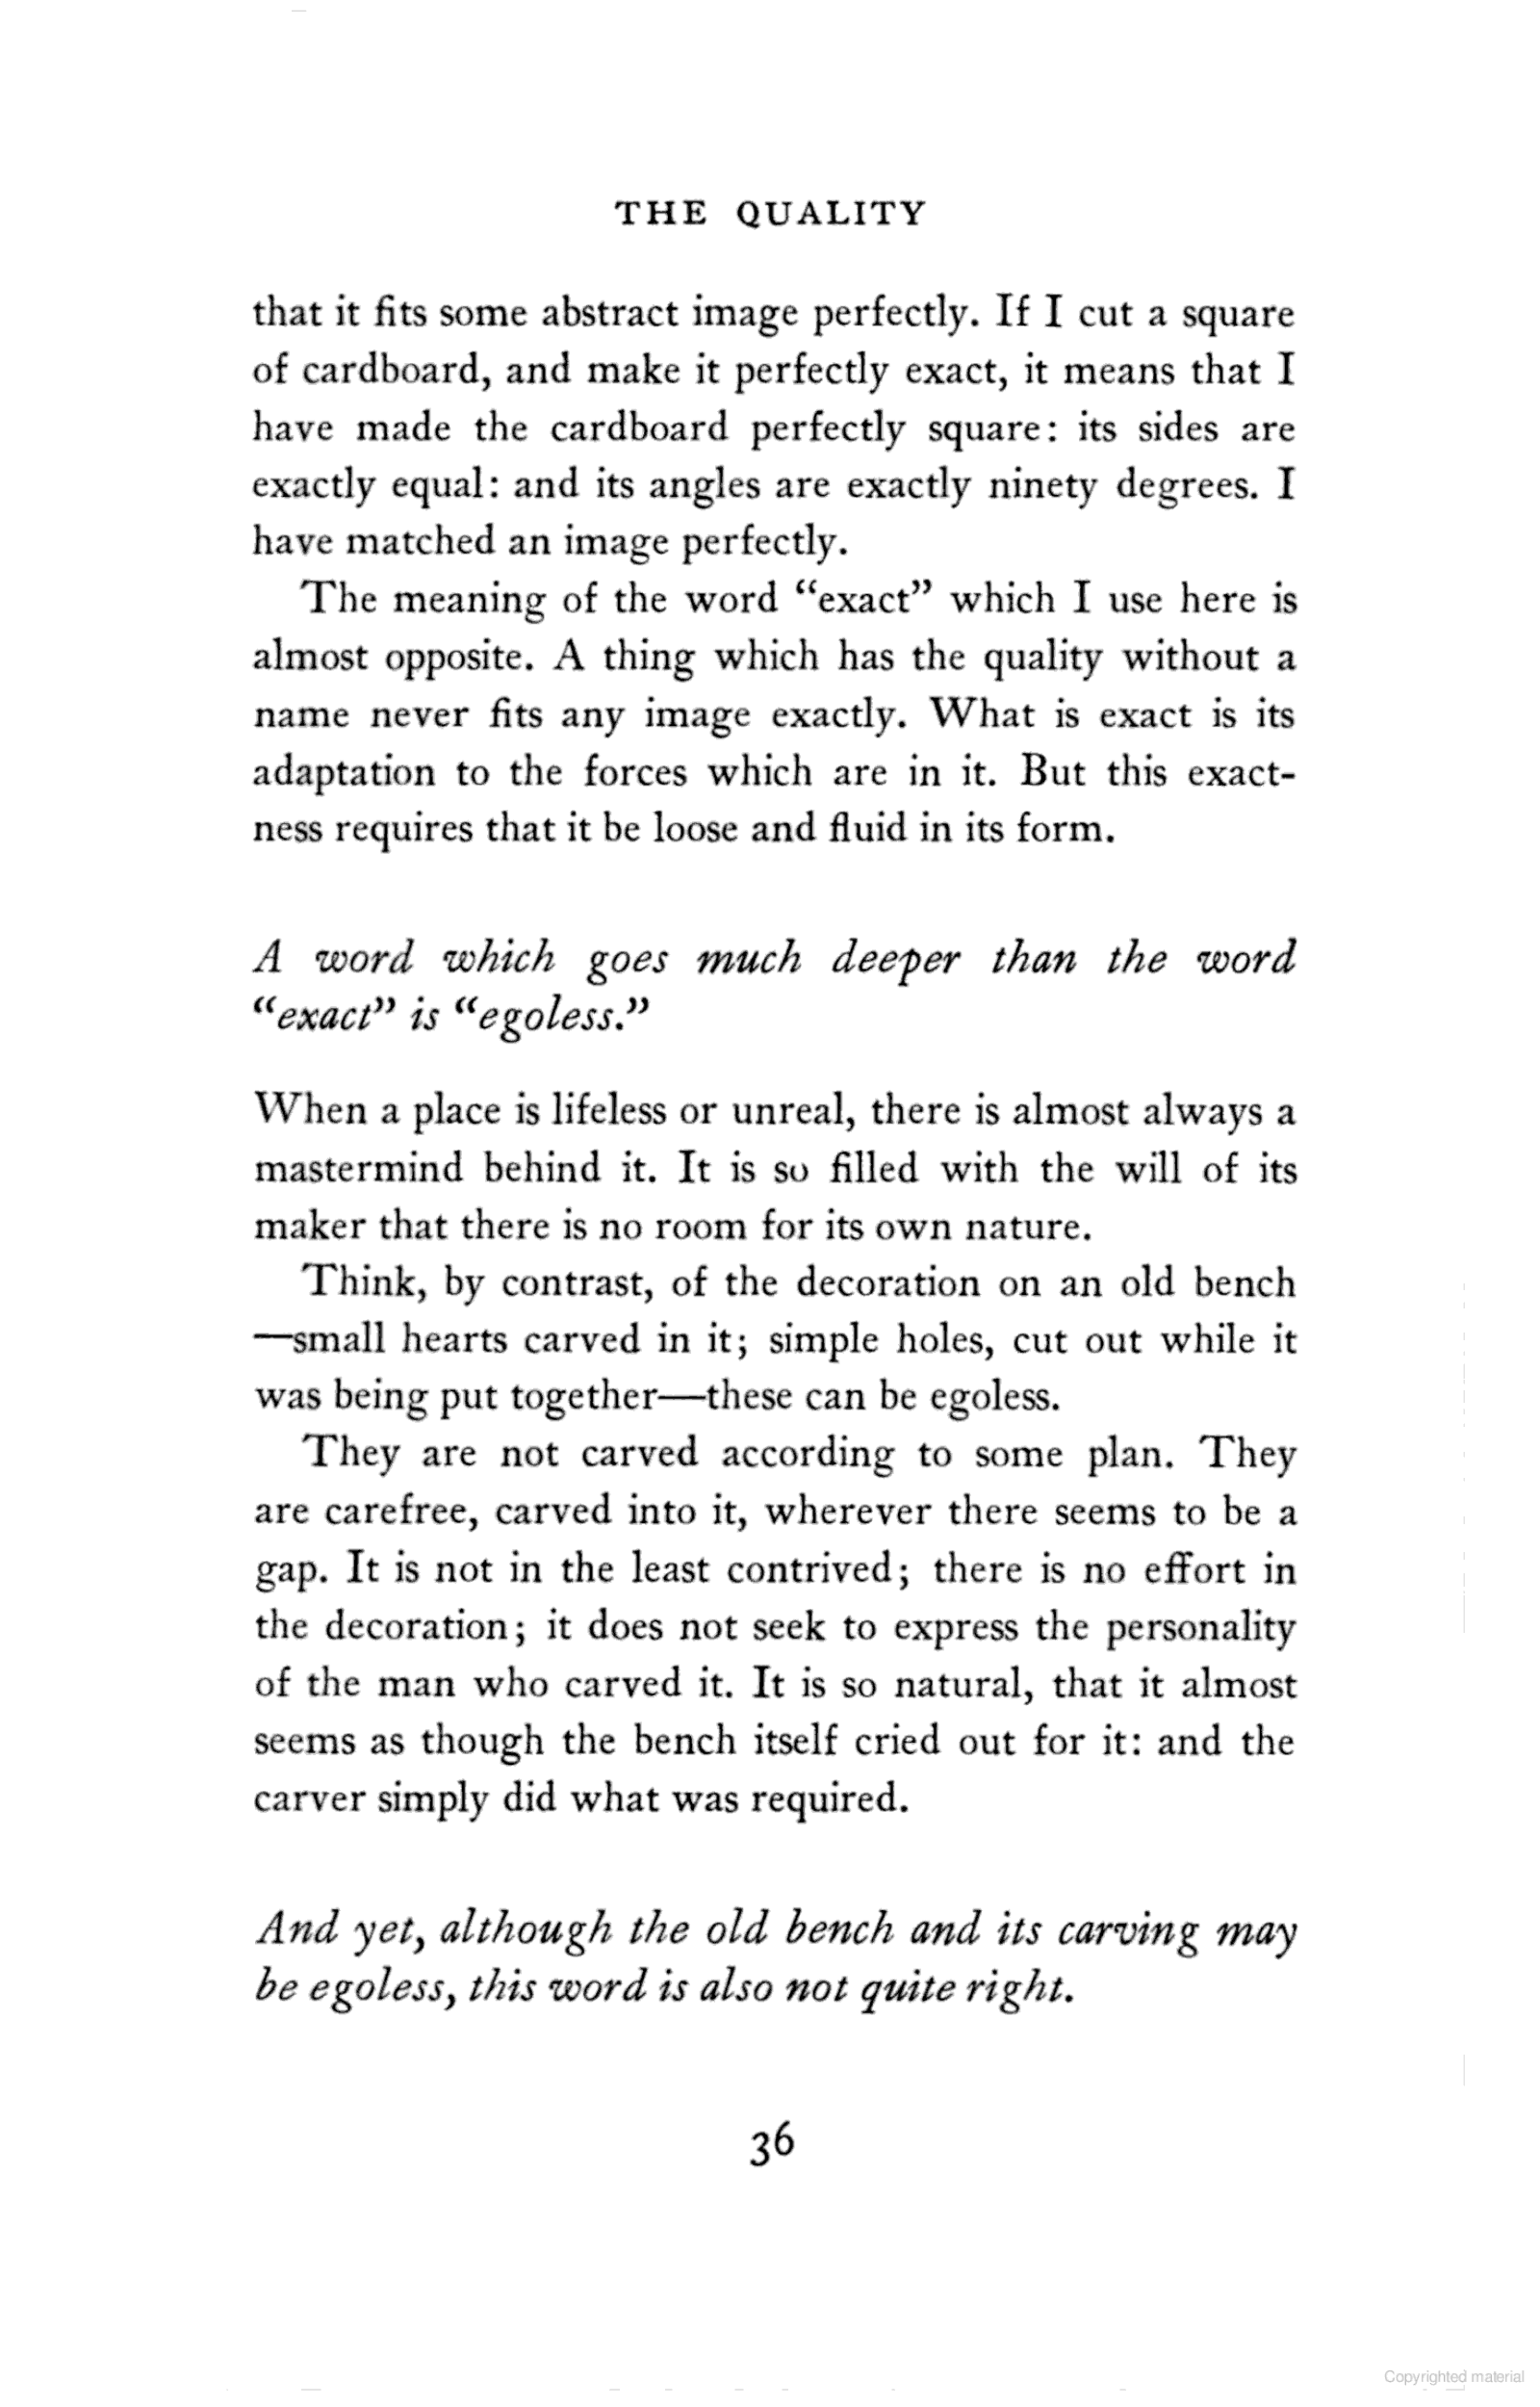 THE QUALITY
that it fits some abstract image perfectly. If I cut a square
of cardboard, and make it perfectly exact, it means that I
have made the cardboard perfectly square: its sides are
exactly equal: and its angles are exactly ninety degrees. I
have matched an image perfectly.
The meaning of the word “exact” which I use here is
almost opposite. A thing which has the quality without a
name never fits any image exactly. What is exact is its
adaptation to the forces which are in it. But this exact-
ness requires that it be loose and fluid in its form.
A word which goes much deeper than the word
“exact” is “egoless.”
When a place is lifeless or unreal, there is almost always a
mastermind behind it. It is so filled with the will of its
maker that there is no room for its own nature.
Think, by contrast, of the decoration on an old bench
—small hearts carved in it; simple holes, cut out while it
was being put together—these can be egoless.
They are not carved according to some plan. They
are carefree, carved into it, wherever there seems to be a
gap. It is not in the least contrived; there is no effort in
the decoration; it does not seek to express the personality
of the man who carved it. It is so natural, that it almost
seems as though the bench itself cried out for it: and the
carver simply did what was required.
And yet, although the old bench and its carving may
be egoless, this word is also not quite right.
36
Copyrighted material